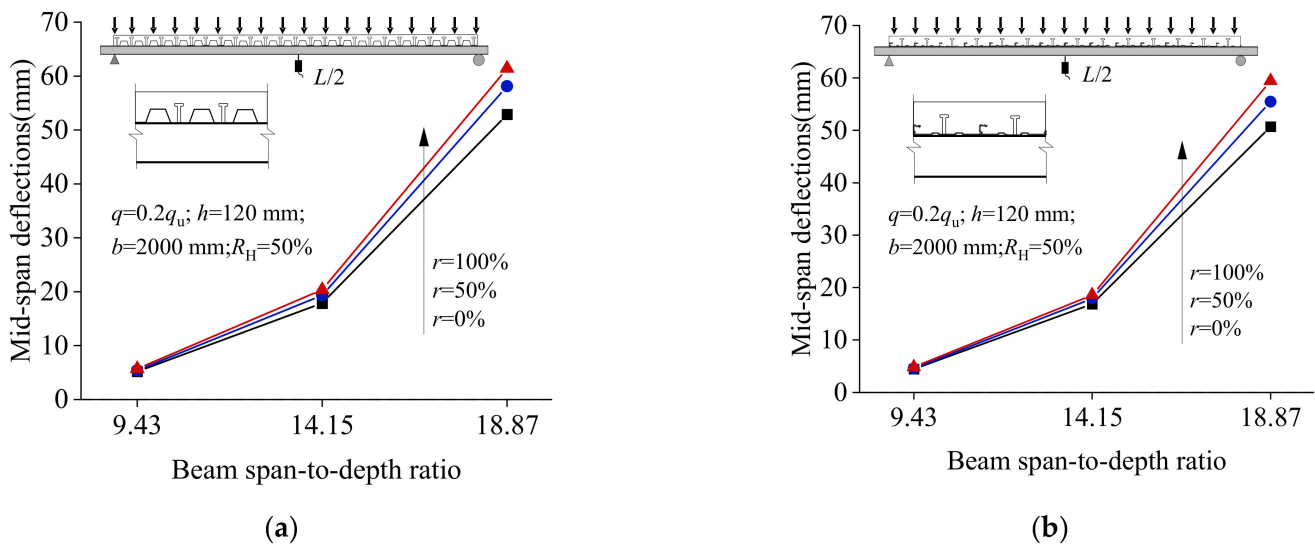 70
60
50
40
30
20
10
0
Mid-span deflections(mm)
L/2
q=0.2qu; h=120 mm;
b=2000 mm;RH=50%
r=100%
r=50%
r=0%
9.43 14.15 18.87
Beam span-to-depth ratio
(a)
70
60
50
40
30
20
10
0
Mid-span deflections(mm)
L/2
q=0.2qu; h=120 mm;
b=2000 mm;RH=50%
r=100%
r=50%
r=0%
9.43 14.15 18.87
Beam span-to-depth ratio
(b)